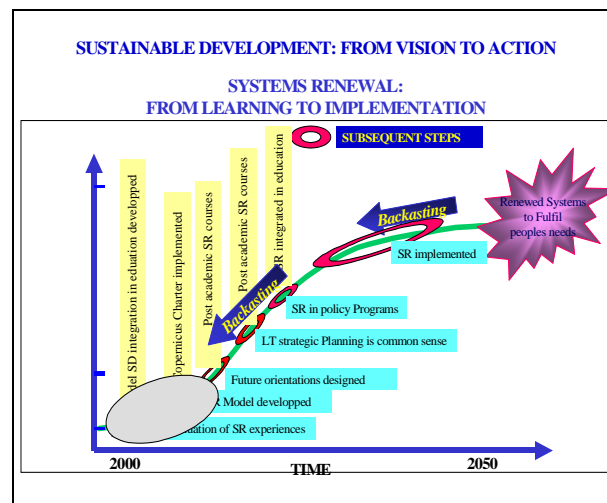 SUSTAINABLE DEVELOPMENT: FROM VISION TO ACTION
SYSTEMS RENEWAL:
FROM LEARNING TO IMPLEMENTATION
SUBSEQUENT STEPS
SD integration in eduation developped
Charter implemented
Post academic SR courses
Post academic SR courses
SR integrated in education
Backasting
Backasting
Renewed Systems
to Fulfil
peoples needs
SR implemented
SR in policy Programs
LT strategic Planning is common sense
Future orientations designed
Model developped
of SR experiences
2000
TIME
2050